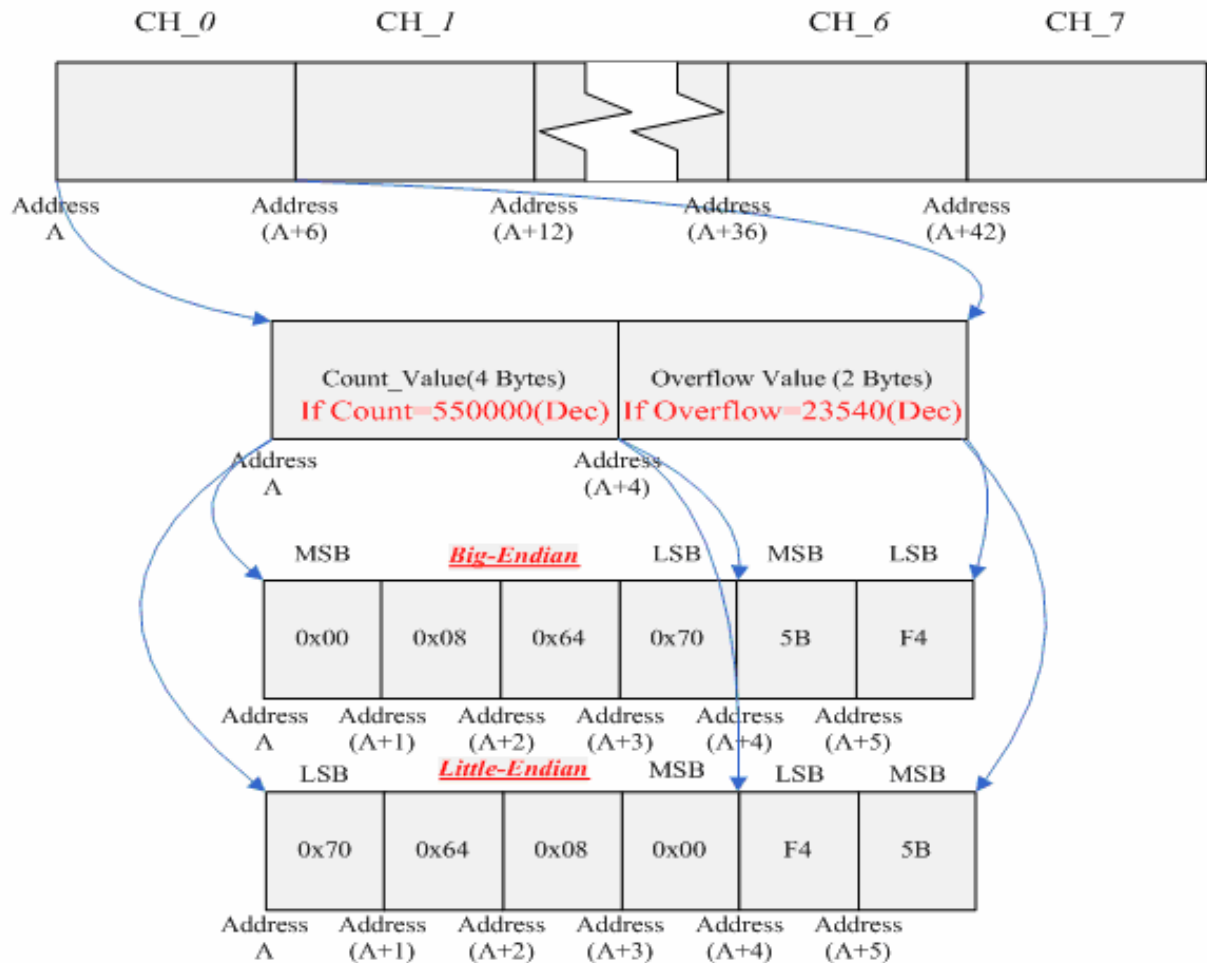 CH_0 CH_1 CH_6 CH_7
Address Address Address Address Address
A (A+6) (A+12) (A+36) (A+42)
Count_Value(4 Bytes) Overflow Value (2 Bytes)
If Count=550000(Dec) If Overflow=23540(Dec)
Address Address
A (A+4)
MSB Big-Endian LSB MSB LSB
0x00 0x08 0x64 0x70 5B F4
Address Address Address Address Address Address
A (A+1) (A+2) (A+3) (A+4) (A+5)
LSB Little-Endian MSB LSB MSB
0x70 0x64 0x08 0x00 F4 5B
Address Address Address Address Address Address
A (A+1) (A+2) (A+3) (A+4) (A+5)